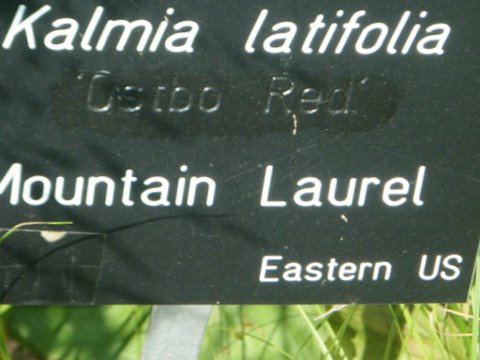 Kalmia latifolia
'Ostbo Red'
Mountain Laurel
Eastern US